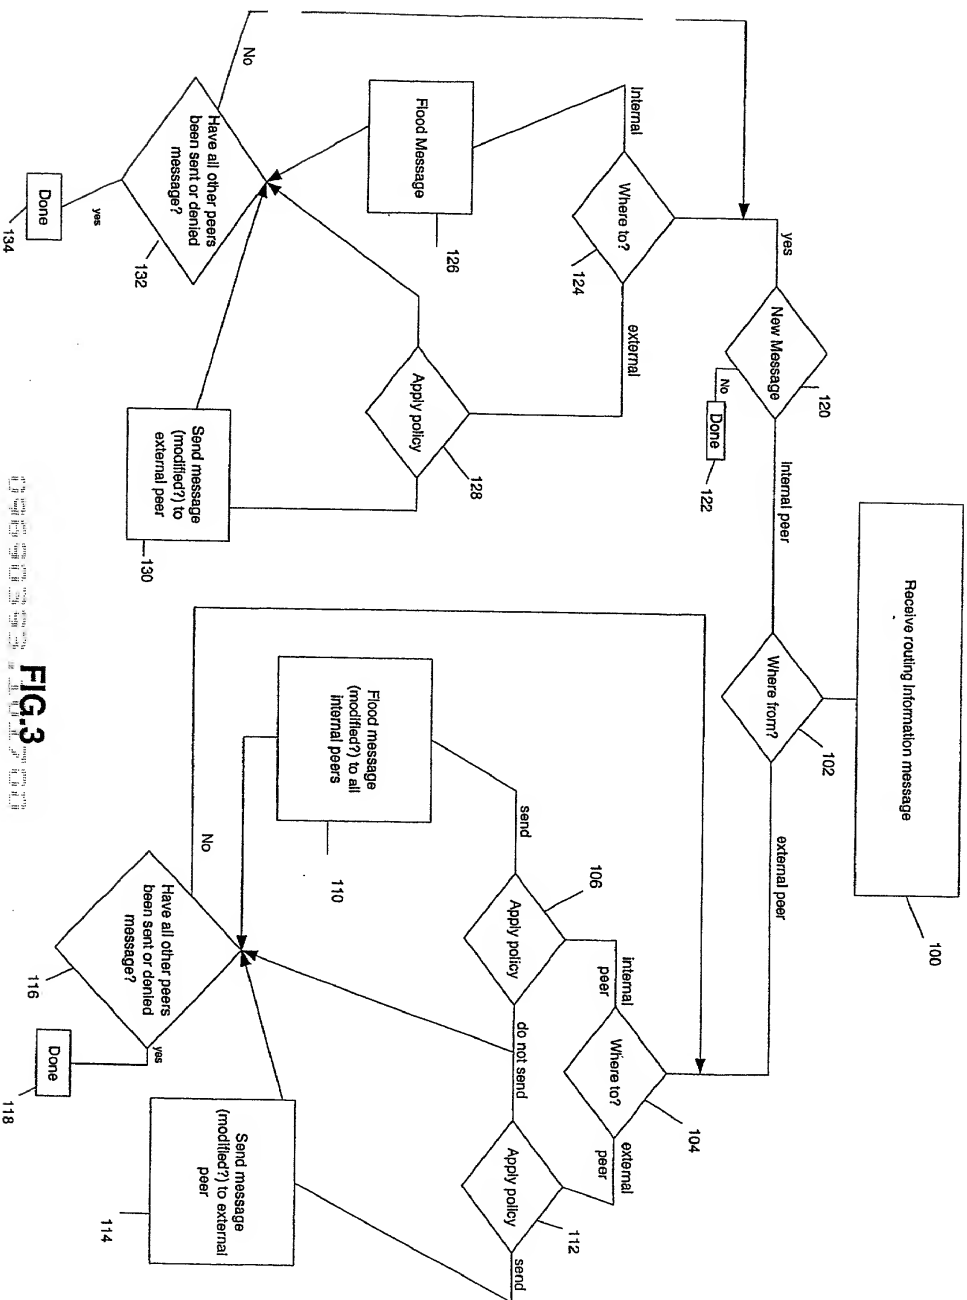 Receive routing Information message
100
Where from?
102
Internal peer
external peer
New Message
120
yes
No
Done
122
Where to?
124
Internal
external
Flood Message
126
Apply policy
128
Send message
(modified?) to
external peer
130
Have all other peers
been sent or denied
message?
132
No
yes
Done
134
Where to?
104
internal
peer
external
peer
Apply policy
106
send
do not send
Apply policy
112
send
Flood message
(modified?) to all
internal peers
110
Send message
(modified?) to external
peer
114
Have all other peers
been sent or denied
message?
116
No
yes
Done
118
FIG.3